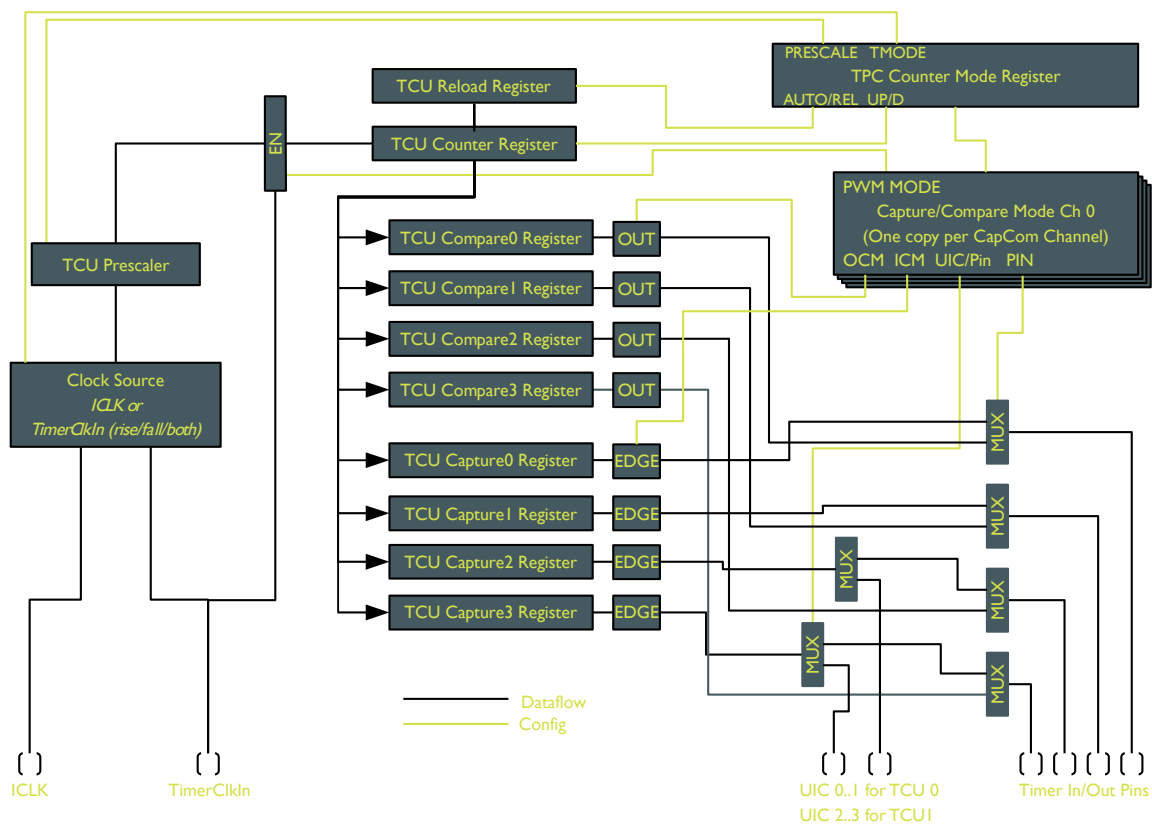 PRESCALE TMODE
TPC Counter Mode Register
AUTO/REL UP/D
TCU Reload Register
TCU Counter Register
EN
PWM MODE
Capture/Compare Mode Ch 0
(One copy per CapCom Channel)
OCM ICM UIC/Pin PIN
TCU Prescaler
Clock Source
ICLK or
TimerClkIn (rise/fall/both)
TCU Compare0 Register
OUT
TCU Compare1 Register
OUT
TCU Compare2 Register
OUT
TCU Compare3 Register
OUT
TCU Capture0 Register
EDGE
TCU Capture1 Register
EDGE
TCU Capture2 Register
EDGE
TCU Capture3 Register
EDGE
MUX
MUX
MUX
MUX
MUX
MUX
Dataflow
Config
ICLK
TimerClkIn
UIC 0..1 for TCU 0
UIC 2..3 for TCU1
Timer In/Out Pins